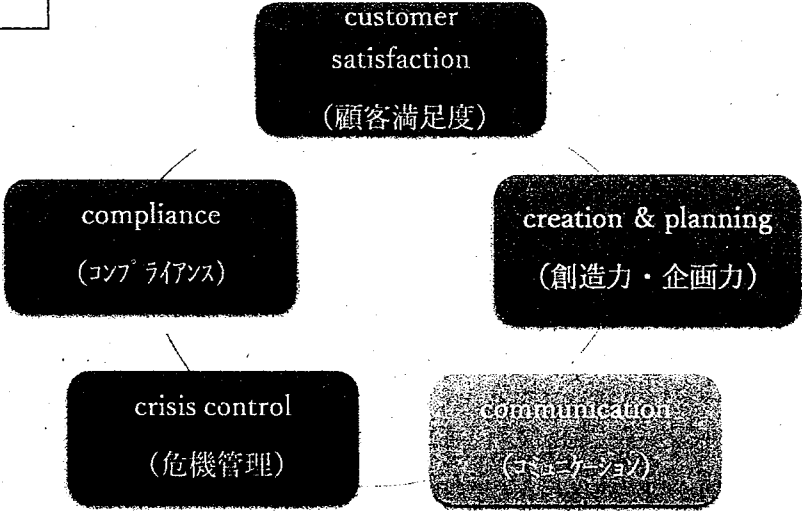 customer
satisfaction
(顧客満足度)
creation & planning
(創造力・企画力)
communication
(コミュニケーション)
crisis control
(危機管理)
compliance
(コンプライアンス)